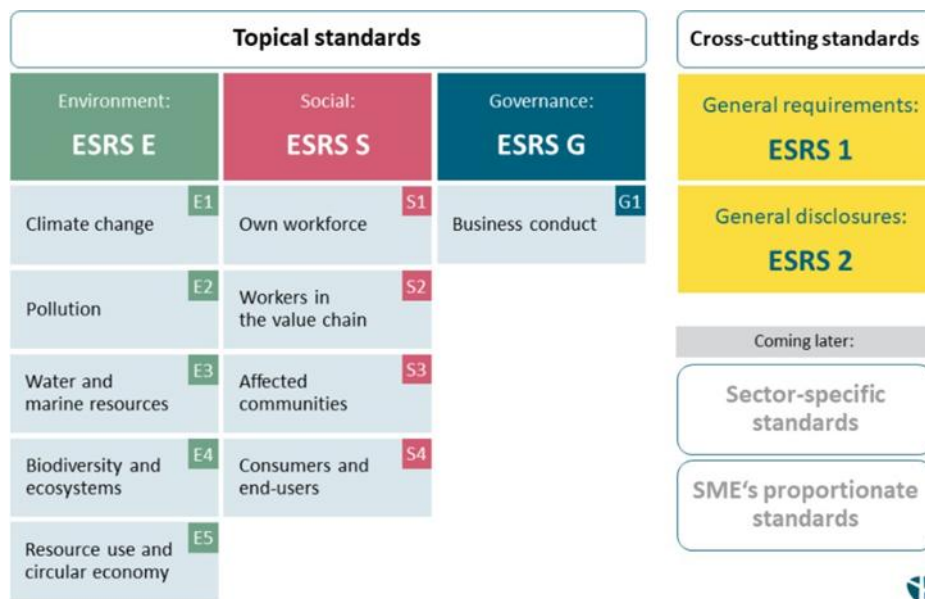 Topical standards
Environment:
ESRS E
Social:
ESRS S
Governance:
ESRS G
E1
Climate change
S1
Own workforce
G1
Business conduct
E2
Pollution
S2
Workers in
the value chain
E3
Water and
marine resources
S3
Affected
communities
E4
Biodiversity and
ecosystems
S4
Consumers and
end-users
E5
Resource use and
circular economy
Cross-cutting standards
General requirements:
ESRS 1
General disclosures:
ESRS 2
Coming later:
Sector-specific
standards
SME‘s proportionate
standards